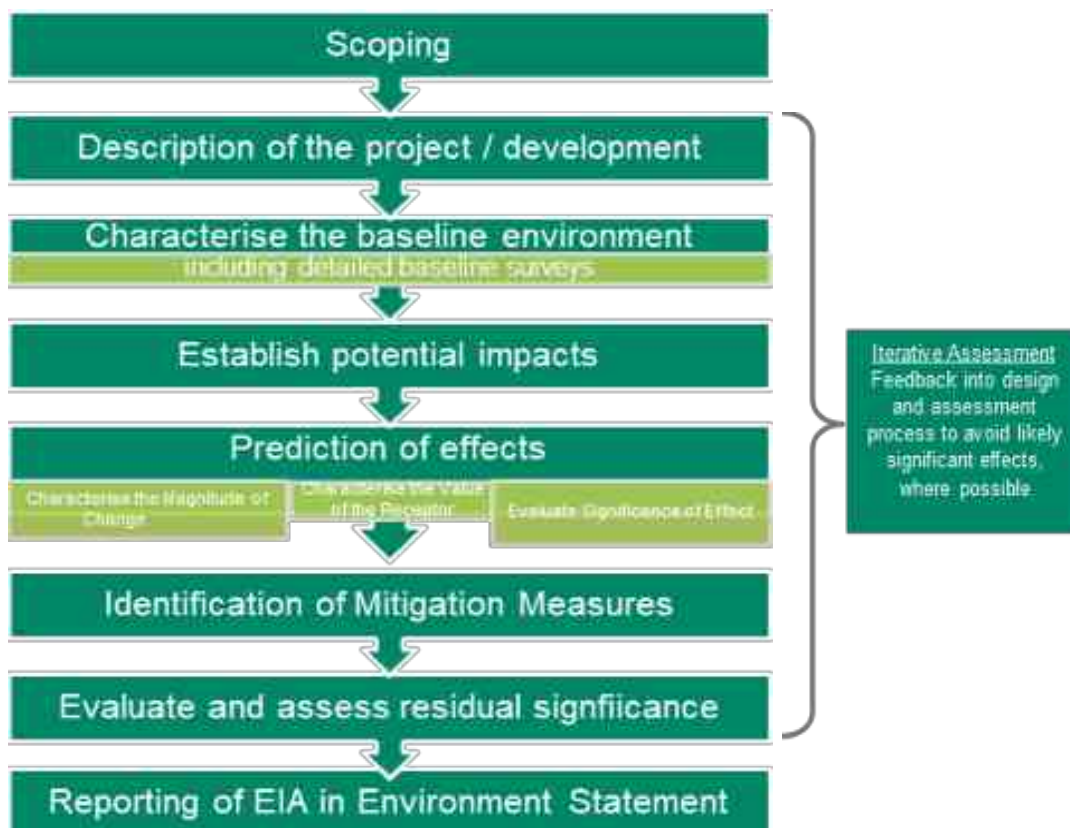 Scoping
Description of the project / development
Characterise the baseline environment
including detailed baseline surveys
Establish potential impacts
Prediction of effects
Characterise the Magnitude of
Change
Characterise the Value
of the Receptor
Evaluate Significance of Effect
Identification of Mitigation Measures
Evaluate and assess residual signfiicance
Reporting of EIA in Environment Statement
Iterative Assessment
Feedback into design
and assessment
process to avoid likely
significant effects,
where possible